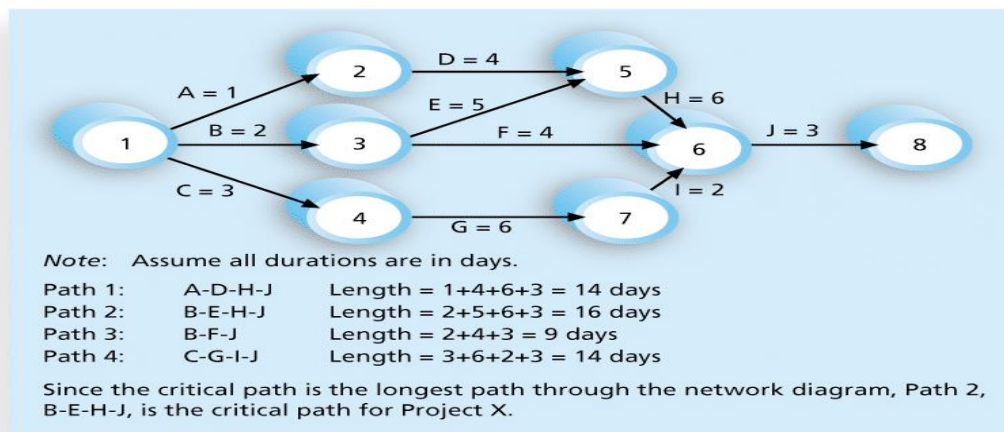 2
D = 4
5
A = 1
E = 5
H = 6
B = 2
F = 4
J = 3
1
3
6
8
C = 3
I = 2
4
G = 6
7
Note: Assume all durations are in days.
Path 1: A-D-H-J Length = 1+4+6+3 = 14 days
Path 2: B-E-H-J Length = 2+5+6+3 = 16 days
Path 3: B-F-J Length = 2+4+3 = 9 days
Path 4: C-G-I-J Length = 3+6+2+3 = 14 days
Since the critical path is the longest path through the network diagram, Path 2,
B-E-H-J, is the critical path for Project X.